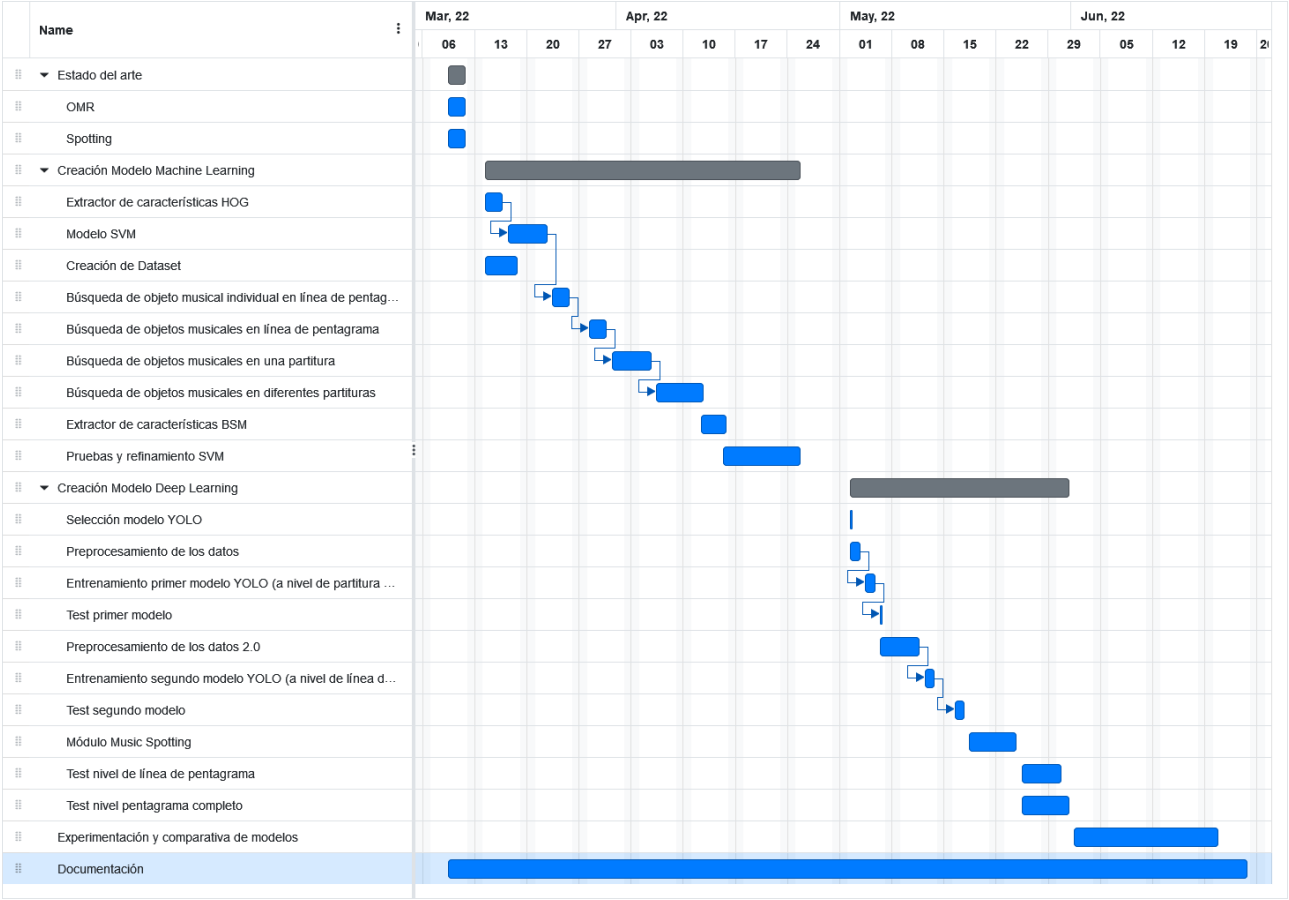 Name
Mar, 22 Apr, 22 May, 22 Jun, 22
06 13 20 27 03 10 17 24 01 08 15 22 29 05 12 19
Estado del arte
OMR
Spotting
Creación Modelo Machine Learning
Extractor de características HOG
Modelo SVM
Creación de Dataset
Búsqueda de objeto musical individual en línea de pentag...
Búsqueda de objetos musicales en línea de pentagrama
Búsqueda de objetos musicales en una partitura
Búsqueda de objetos musicales en diferentes partituras
Extractor de características BSM
Pruebas y refinamiento SVM
Creación Modelo Deep Learning
Selección modelo YOLO
Preprocesamiento de los datos
Entrenamiento primer modelo YOLO (a nivel de partitura ...
Test primer modelo
Preprocesamiento de los datos 2.0
Entrenamiento segundo modelo YOLO (a nivel de línea d...
Test segundo modelo
Módulo Music Spotting
Test nivel de línea de pentagrama
Test nivel pentagrama completo
Experimentación y comparativa de modelos
Documentación